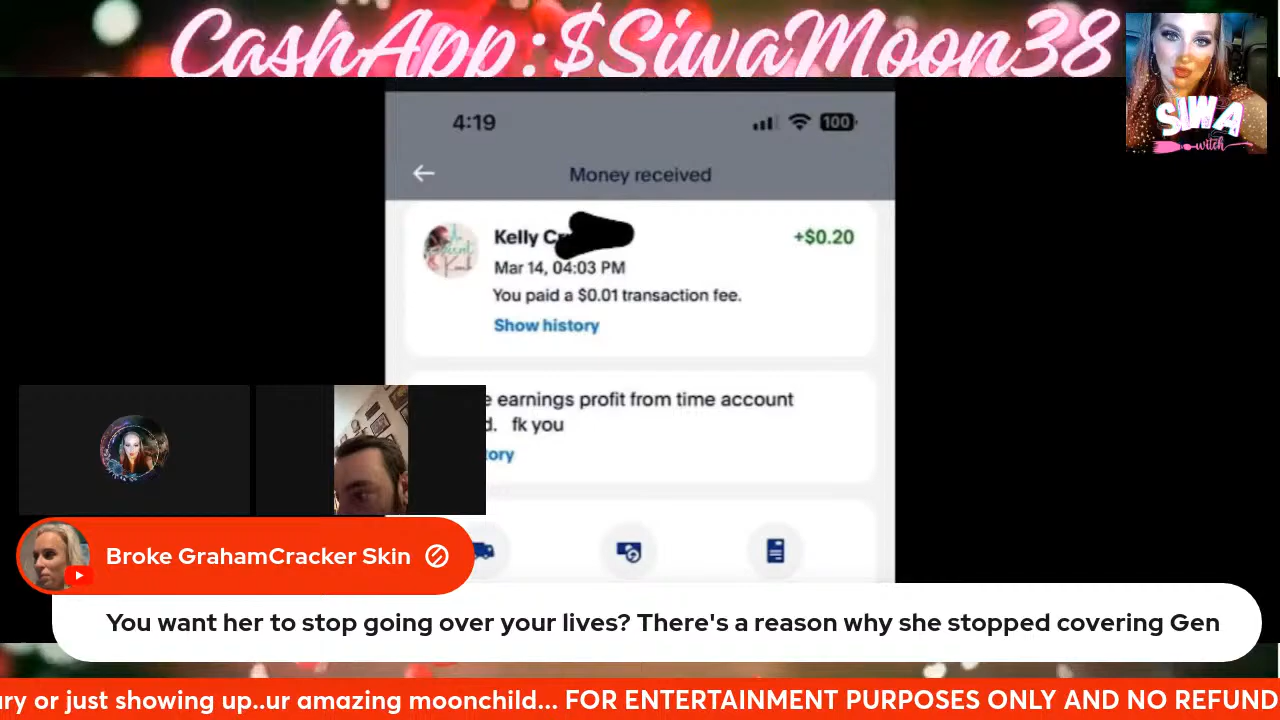 CashApp:$SiwaMoon38
SIWA
witch
4:19
100
Money received
Kelly C
+$0.20
Mar 14, 04:03 PM
You paid a $0.01 transaction fee.
Show history
earnings profit from time account
fk you
Broke GrahamCracker Skin
You want her to stop going over your lives? There's a reason why she stopped covering Gen
or just showing up..ur amazing moonchild... FOR ENTERTAINMENT PURPOSES ONLY AND NO REFUND